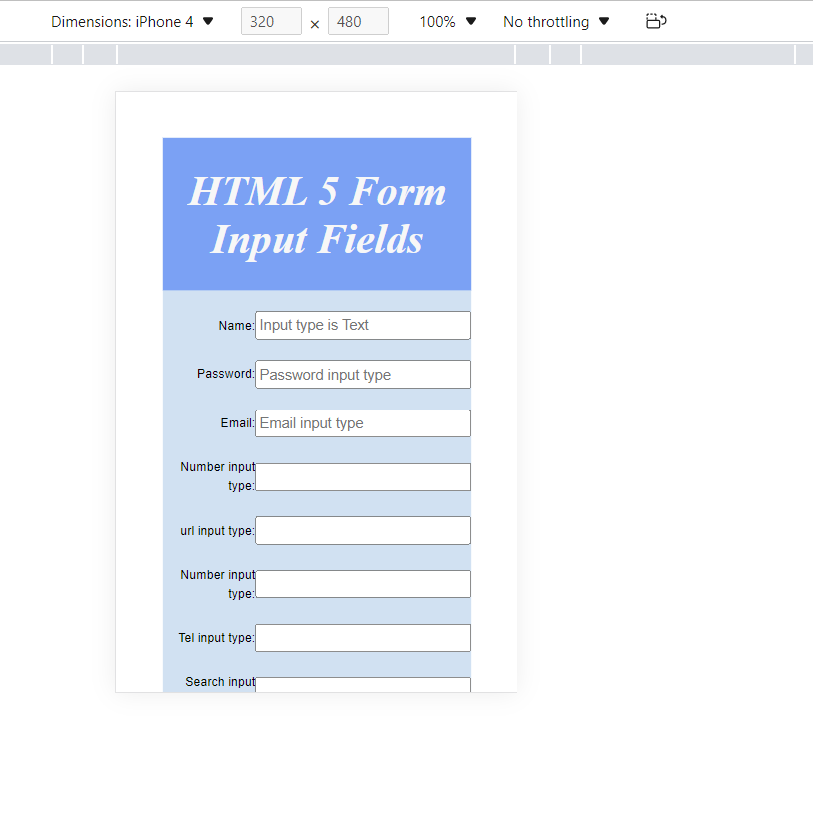 Dimensions: iPhone 4 320 × 480 100% No throttling
HTML 5 Form
Input Fields
Name: Input type is Text
Password: Password input type
Email: Email input type
Number input
type:
url input type:
Number input
type:
Tel input type:
Search input